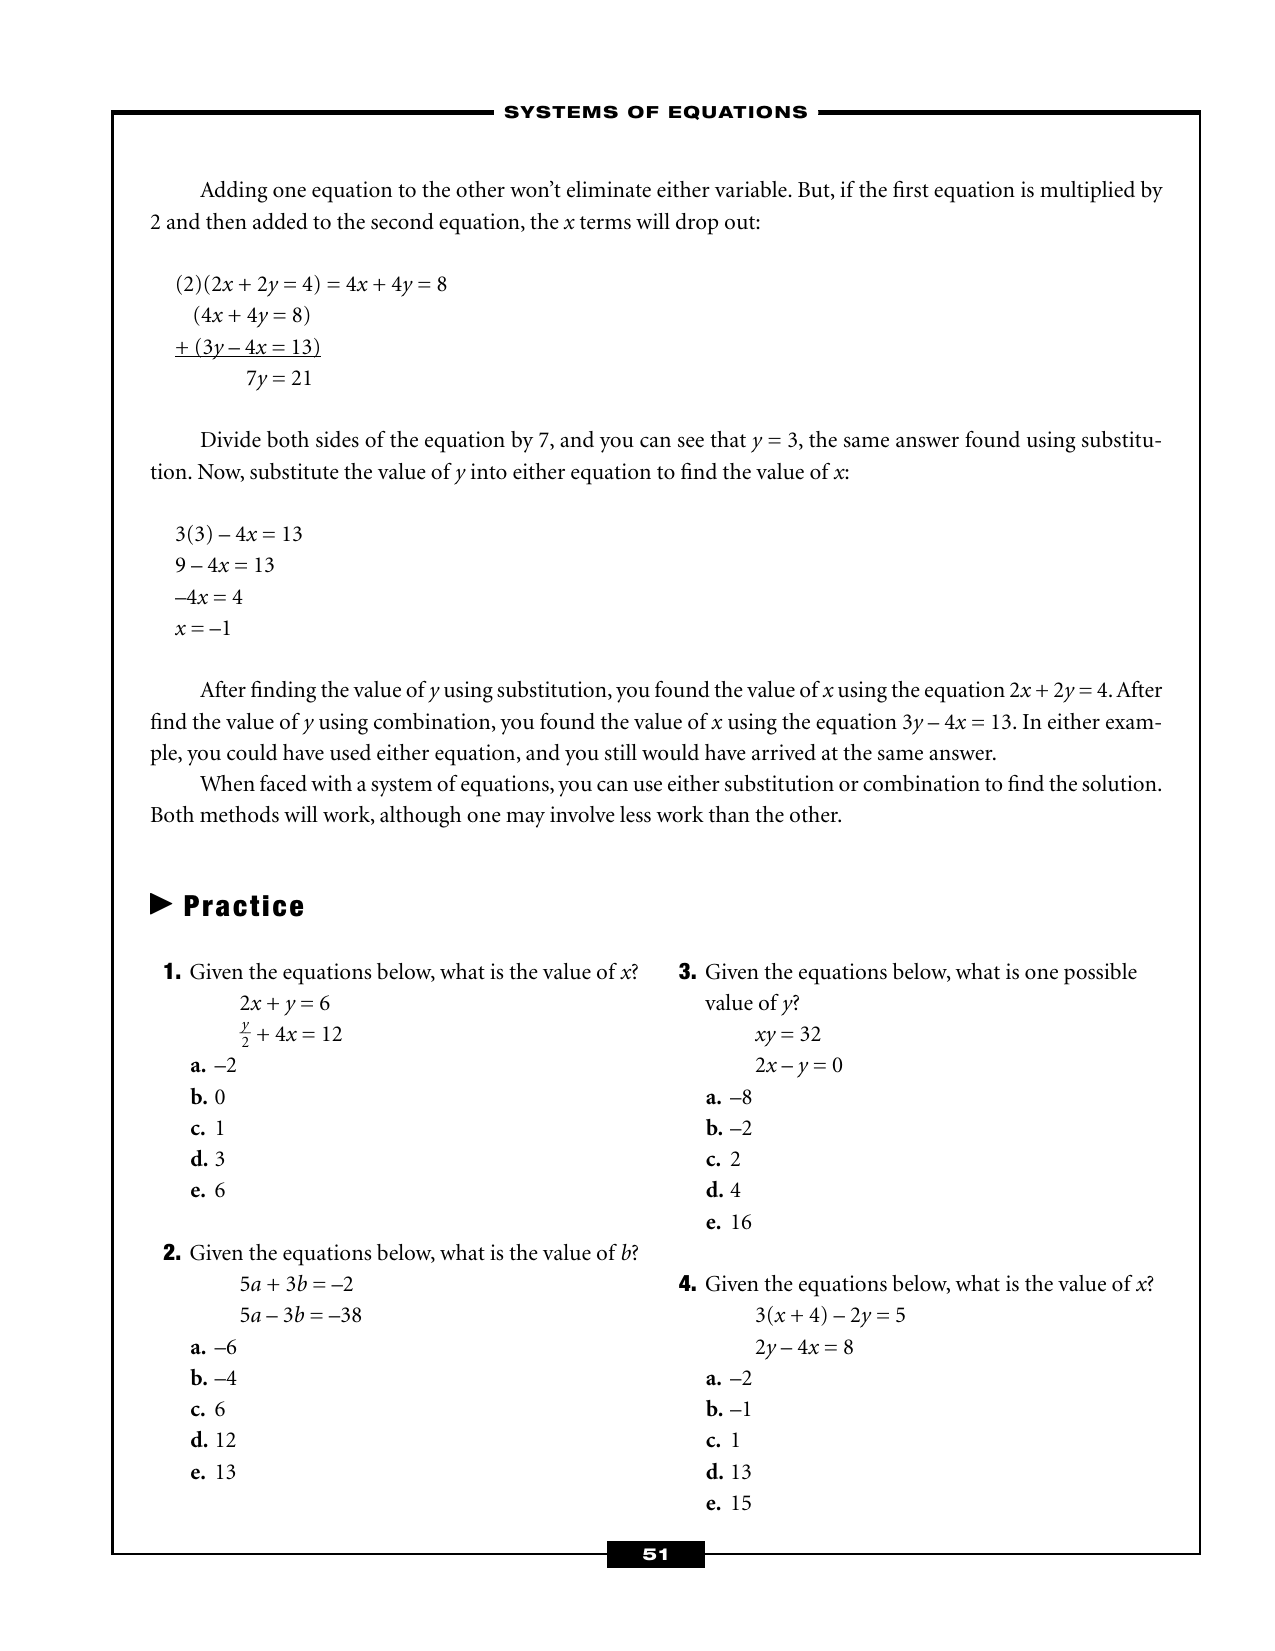 SYSTEMS OF EQUATIONS
Adding one equation to the other won’t eliminate either variable. But, if the first equation is multiplied by
2 and then added to the second equation, the x terms will drop out:
(2)(2x + 2y = 4) = 4x + 4y = 8
(4x + 4y = 8)
+ (3y – 4x = 13)
7y = 21
Divide both sides of the equation by 7, and you can see that y = 3, the same answer found using substitu-
tion. Now, substitute the value of y into either equation to find the value of x:
3(3) – 4x = 13
9 – 4x = 13
–4x = 4
x = –1
After finding the value of y using substitution, you found the value of x using the equation 2x + 2y = 4. After
find the value of y using combination, you found the value of x using the equation 3y – 4x = 13. In either exam-
ple, you could have used either equation, and you still would have arrived at the same answer.
When faced with a system of equations, you can use either substitution or combination to find the solution.
Both methods will work, although one may involve less work than the other.
Practice
1. Given the equations below, what is the value of x?
2x + y = 6
y/2 + 4x = 12
a. –2
b. 0
c. 1
d. 3
e. 6
2. Given the equations below, what is the value of b?
5a + 3b = –2
5a – 3b = –38
a. –6
b. –4
c. 6
d. 12
e. 13
3. Given the equations below, what is one possible
value of y?
xy = 32
2x – y = 0
a. –8
b. –2
c. 2
d. 4
e. 16
4. Given the equations below, what is the value of x?
3(x + 4) – 2y = 5
2y – 4x = 8
a. –2
b. –1
c. 1
d. 13
e. 15
51